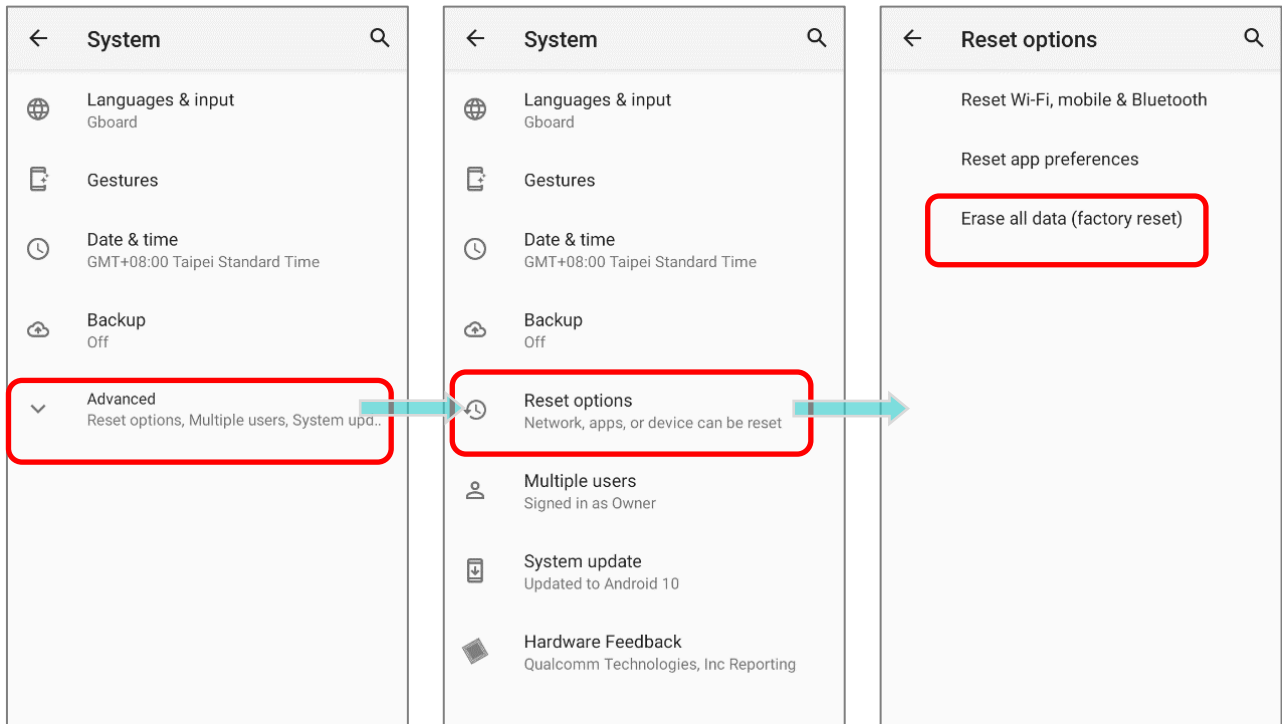 System
Languages & input
Gboard
Gestures
Date & time
GMT+08:00 Taipei Standard Time
Backup
Off
Advanced
Reset options, Multiple users, System upd..
System
Languages & input
Gboard
Gestures
Date & time
GMT+08:00 Taipei Standard Time
Backup
Off
Reset options
Network, apps, or device can be reset
Multiple users
Signed in as Owner
System update
Updated to Android 10
Hardware Feedback
Qualcomm Technologies, Inc Reporting
Reset options
Reset Wi-Fi, mobile & Bluetooth
Reset app preferences
Erase all data (factory reset)